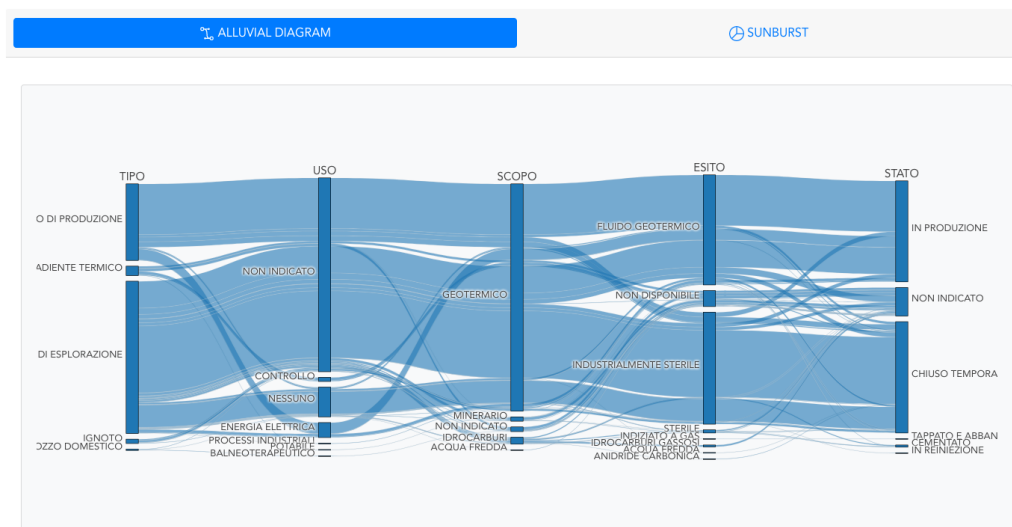 ALLUVIAL DIAGRAM
SUNBURST
TIPO
USO
SCOPO
ESITO
STATO
O DI PRODUZIONE
ADIENTE TERMICO
DI ESPLORAZIONE
IGNOTO
OZZO DOMESTICO
NON INDICATO
CONTROLLO
NESSUNO
ENERGIA ELETTRICA
PROCESSI INDUSTRIALI
POTABILE
BALNEOTERAPEUTICO
GEOTERMICO
MINERARIO
NON INDICATO
IDROCARBURI
ACQUA FREDDA
FLUIDO GEOTERMICO
NON DISPONIBILE
INDUSTRIALMENTE STERILE
STERILE
INDIZIATO A GAS
IDROCARBURI GASSOSI
ACQUA FREDDA
ANIDRIDE CARBONICA
IN PRODUZIONE
NON INDICATO
CHIUSO TEMPORA
TAPPATO E ABBAN
CEMENTATO
IN REINIEZIONE